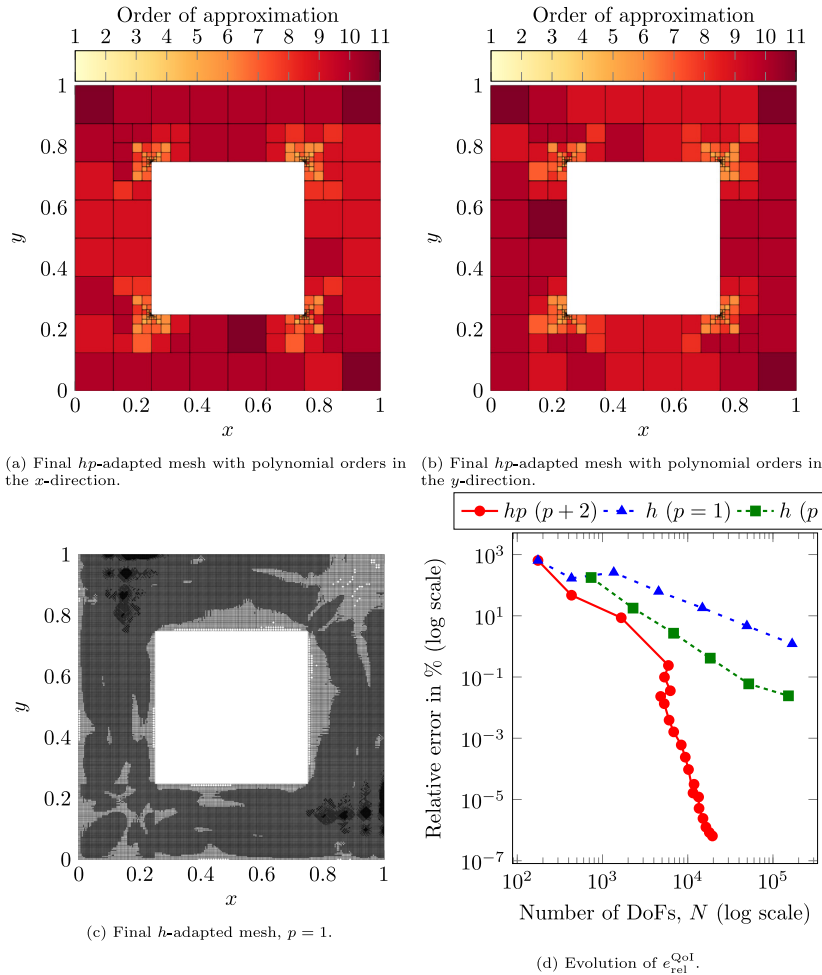 Order of approximation
1 2 3 4 5 6 7 8 9 10 11
1
0.8
0.6
0.4
0.2
0
y
0 0.2 0.4 0.6 0.8 1
x
(a) Final hp-adapted mesh with polynomial orders in
the x-direction.
Order of approximation
1 2 3 4 5 6 7 8 9 10 11
1
0.8
0.6
0.4
0.2
0
y
0 0.2 0.4 0.6 0.8 1
x
(b) Final hp-adapted mesh with polynomial orders in
the y-direction.
1
0.8
0.6
0.4
0.2
0
y
0 0.2 0.4 0.6 0.8 1
x
(c) Final h-adapted mesh, p = 1.
hp (p + 2) h (p = 1) h (p
10^3
10^1
10^−1
10^−3
10^−5
10^−7
Relative error in % (log scale)
10^2 10^3 10^4 10^5
Number of DoFs, N (log scale)
(d) Evolution of e_rel^QoI.